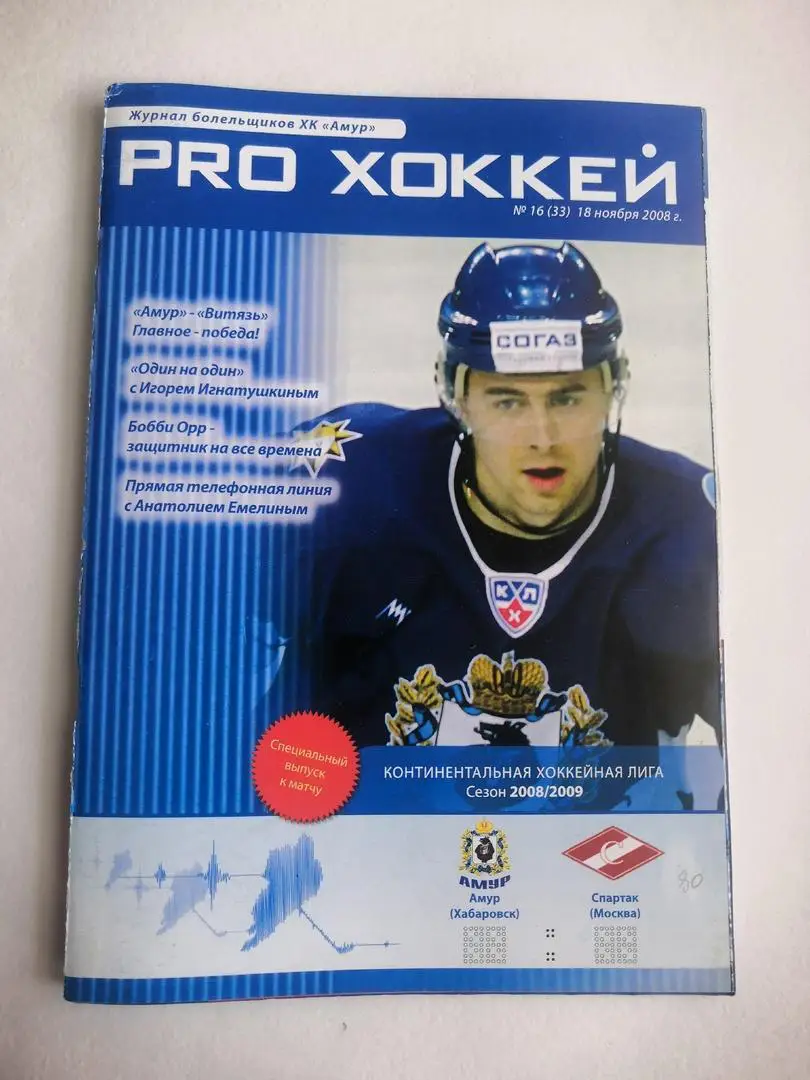 Журнал болельщиков ХК «Амур»
PRO ХОККЕЙ
№ 16 (33) 18 ноября 2008 г.
«Амур» - «Витязь»
Главное - победа!
«Один на один»
с Игорем Игнатушкиным
Бобби Орр -
защитник на все времена
Прямая телефонная линия
с Анатолием Емелиным
СОГАЗ
КХЛ
Специальный
выпуск
к матчу
КОНТИНЕНТАЛЬНАЯ ХОККЕЙНАЯ ЛИГА
Сезон 2008/2009
АМУР
Амур
(Хабаровск)
::
::
С
Спартак
(Москва)
80